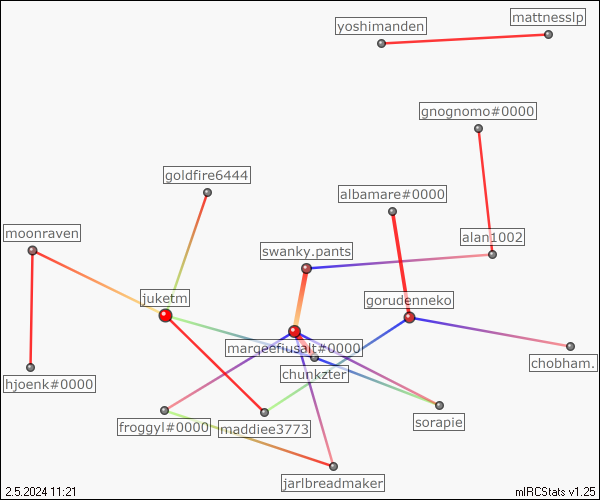 mattnesslp
yoshimanden
gnognomo#0000
goldfire6444
albamare#0000
moonraven
alan1002
swanky.pants
juketm
gorudenneko
margeefiusalt#0000
chobham.
chunkzter
hjoenk#0000
sorapie
froggyl#0000
maddiee3773
jarlbreadmaker
2.5.2024 11:21
mIRCStats v1.25